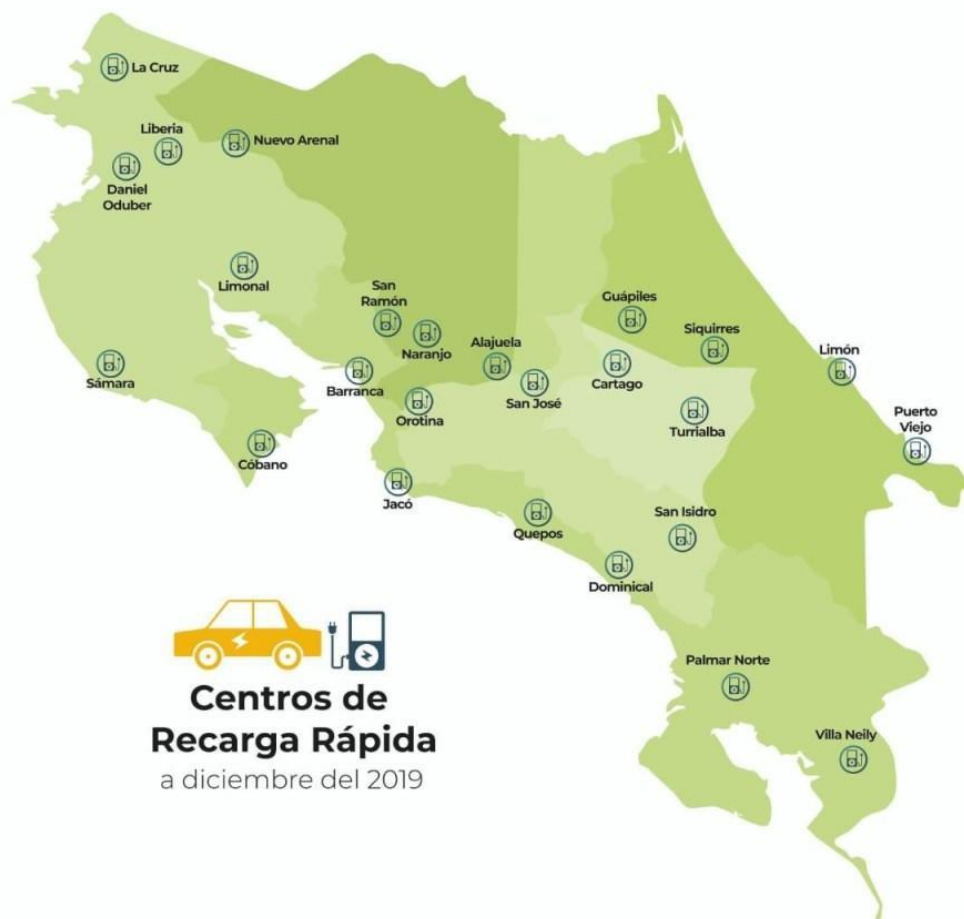 La Cruz
Liberia
Nuevo Arenal
Daniel
Oduber
Limonal
San
Ramón
Naranjo
Guápiles
Siquirres
Alajuela
Limón
Sámara
Barranca
San José
Cartago
Orotina
Turrialba
Puerto
Viejo
Cóbano
Jacó
Quepos
San Isidro
Dominical
Palmar Norte
Villa Neily
Centros de
Recarga Rápida
a diciembre del 2019